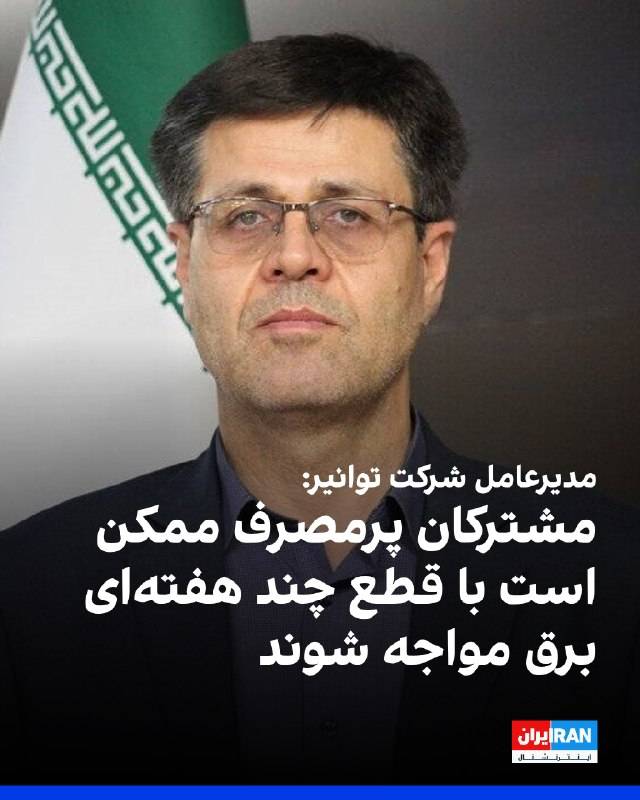 مدیرعامل شرکت توانیر:
مشترکان پرمصرف ممکن
است با قطع چند هفته‌ای
برق مواجه شوند
ایران IRAN
اینترنشنال